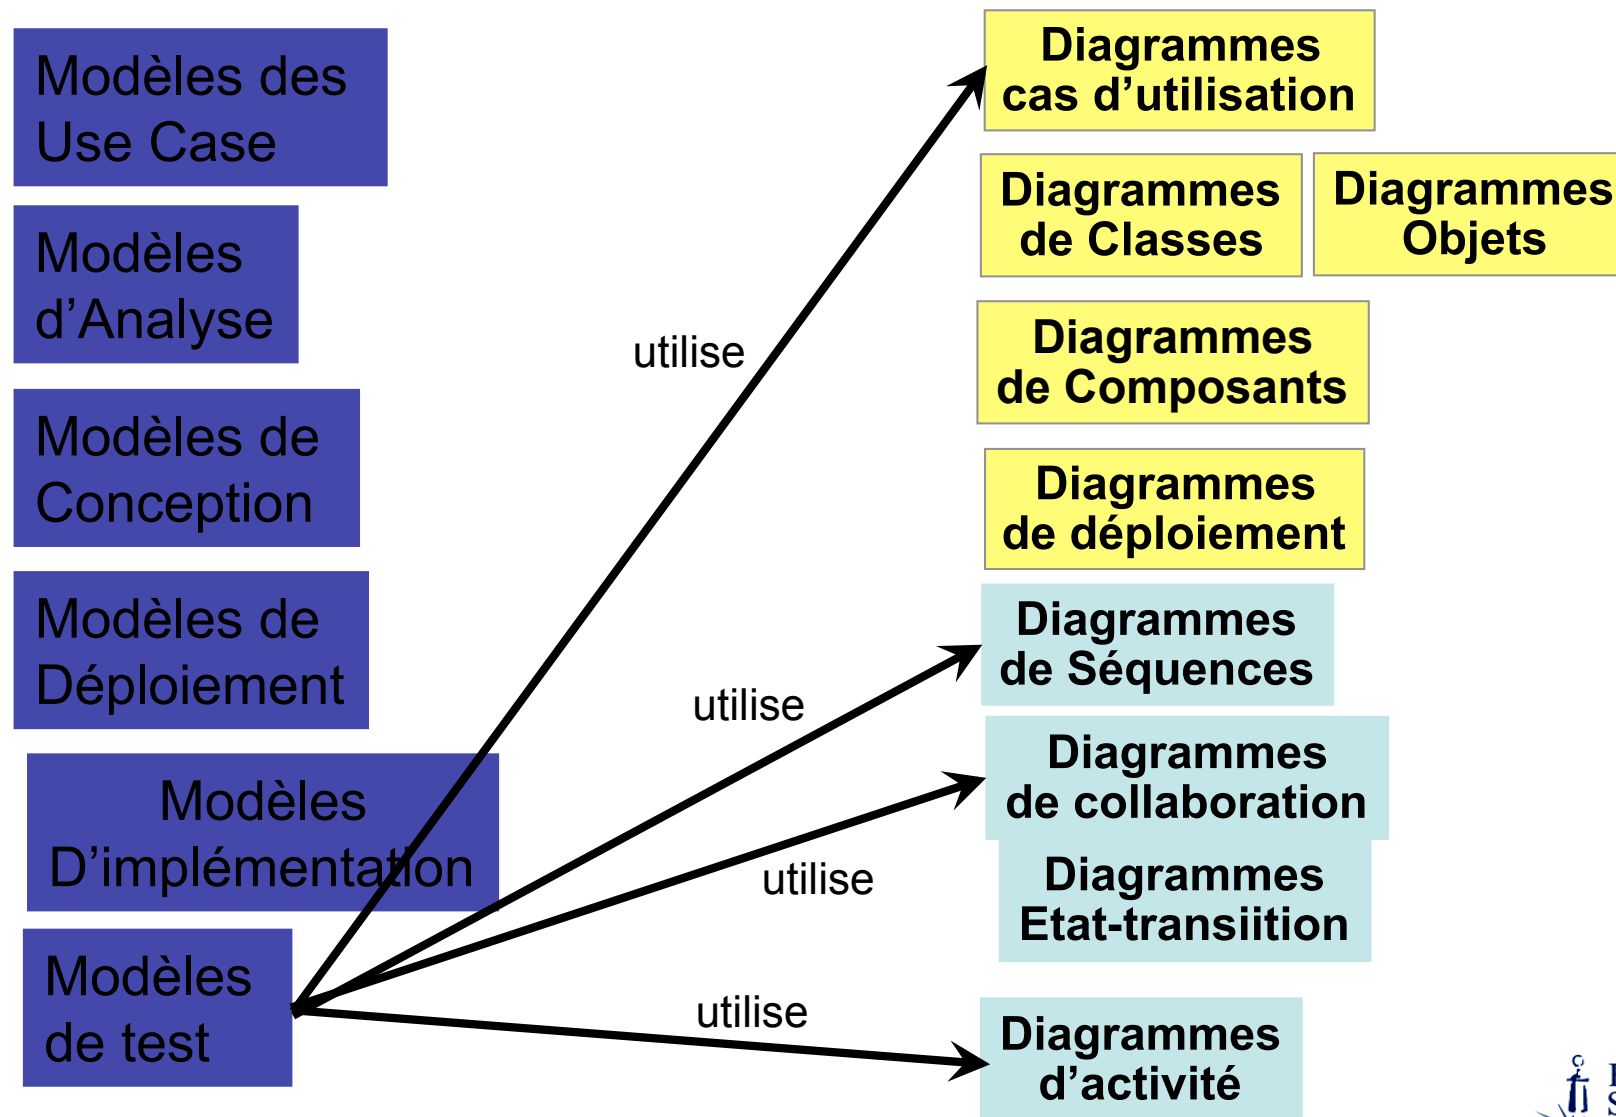 Modèles des
Use Case
Modèles
d’Analyse
Modèles de
Conception
Modèles de
Déploiement
Modèles
D’implémentation
Modèles
de test
utilise
utilise
utilise
utilise
Diagrammes
cas d’utilisation
Diagrammes
de Classes
Diagrammes
Objets
Diagrammes
de Composants
Diagrammes
de déploiement
Diagrammes
de Séquences
Diagrammes
de collaboration
Diagrammes
Etat-transiition
Diagrammes
d’activité